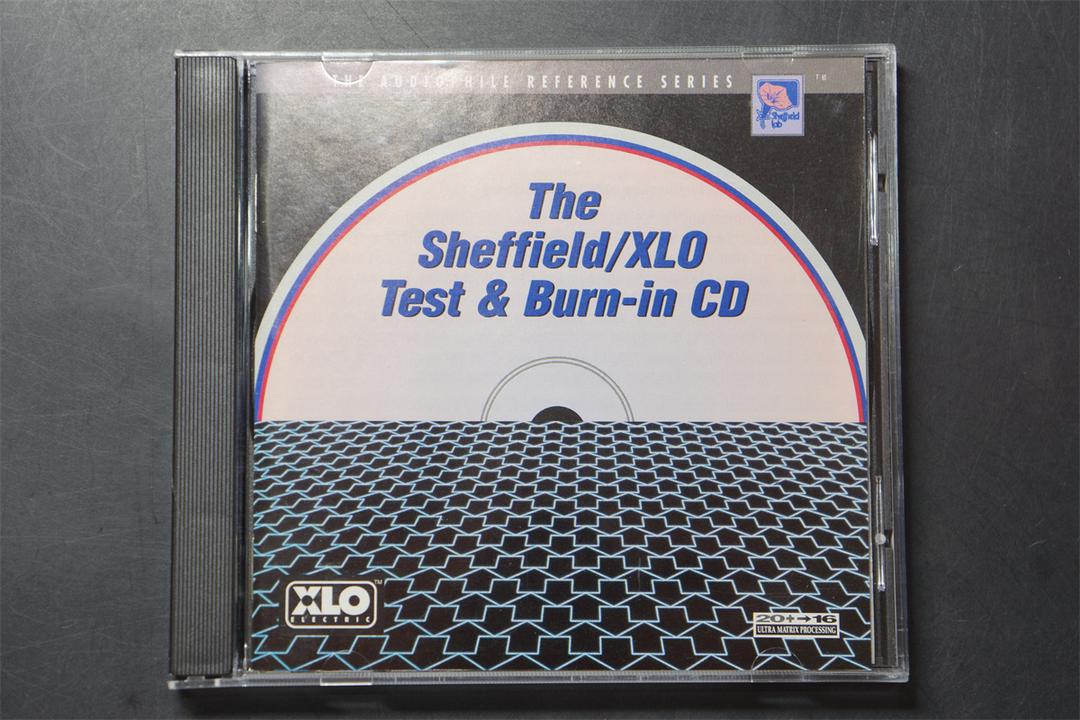 THE AUDIOPHILE REFERENCE SERIES
TM
Sheffield
Lab
The
Sheffield/XLO
Test & Burn-in CD
XLO
TM
ELECTRIC
20+→16
ULTRA MATRIX PROCESSING